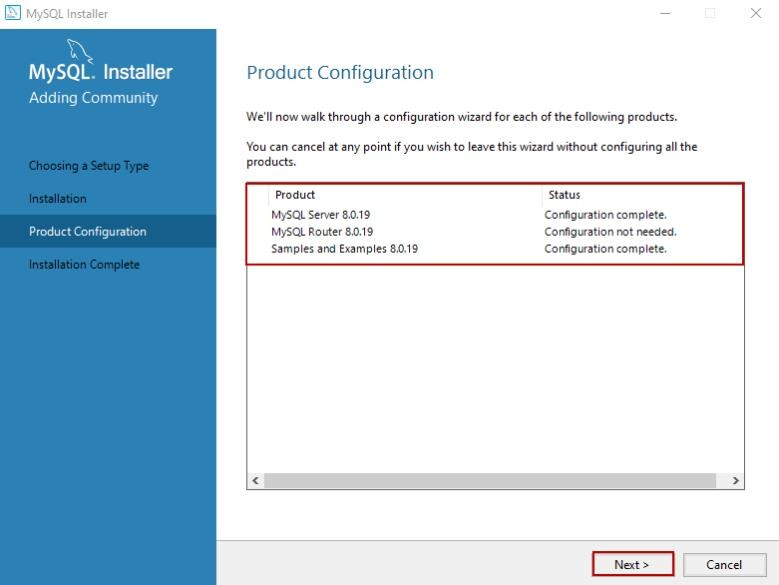 MySQL Installer
MySQL. Installer
Adding Community
Choosing a Setup Type
Installation
Product Configuration
Installation Complete
Product Configuration
We'll now walk through a configuration wizard for each of the following products.
You can cancel at any point if you wish to leave this wizard without configuring all the
products.
Product Status
MySQL Server 8.0.19 Configuration complete.
MySQL Router 8.0.19 Configuration not needed.
Samples and Examples 8.0.19 Configuration complete.
Next > Cancel